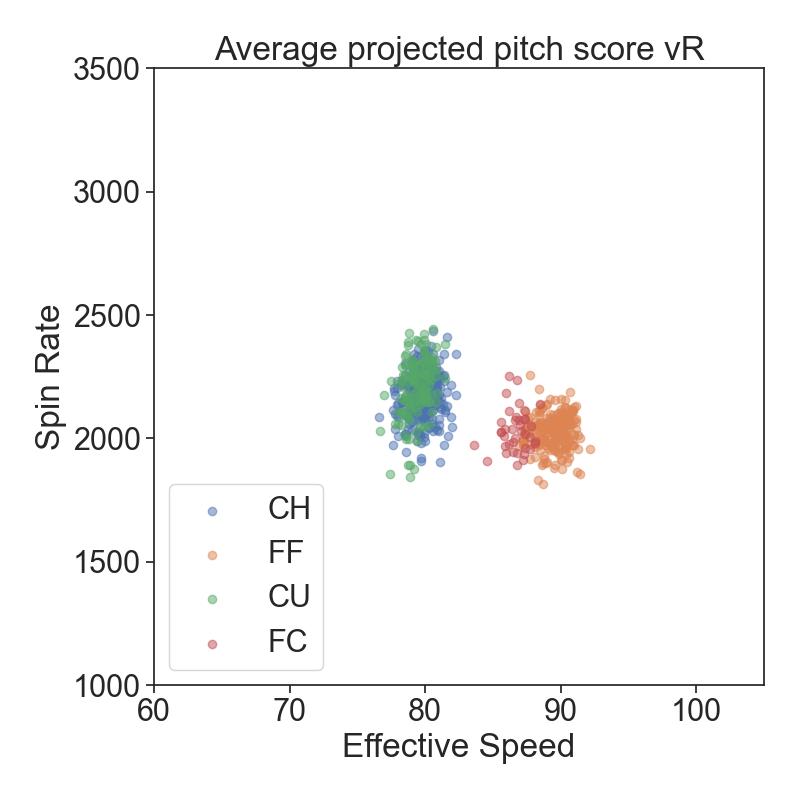 Average projected pitch score vR
3500
3000
2500
2000
1500
1000
Spin Rate
CH
FF
CU
FC
60
70
80
90
100
Effective Speed